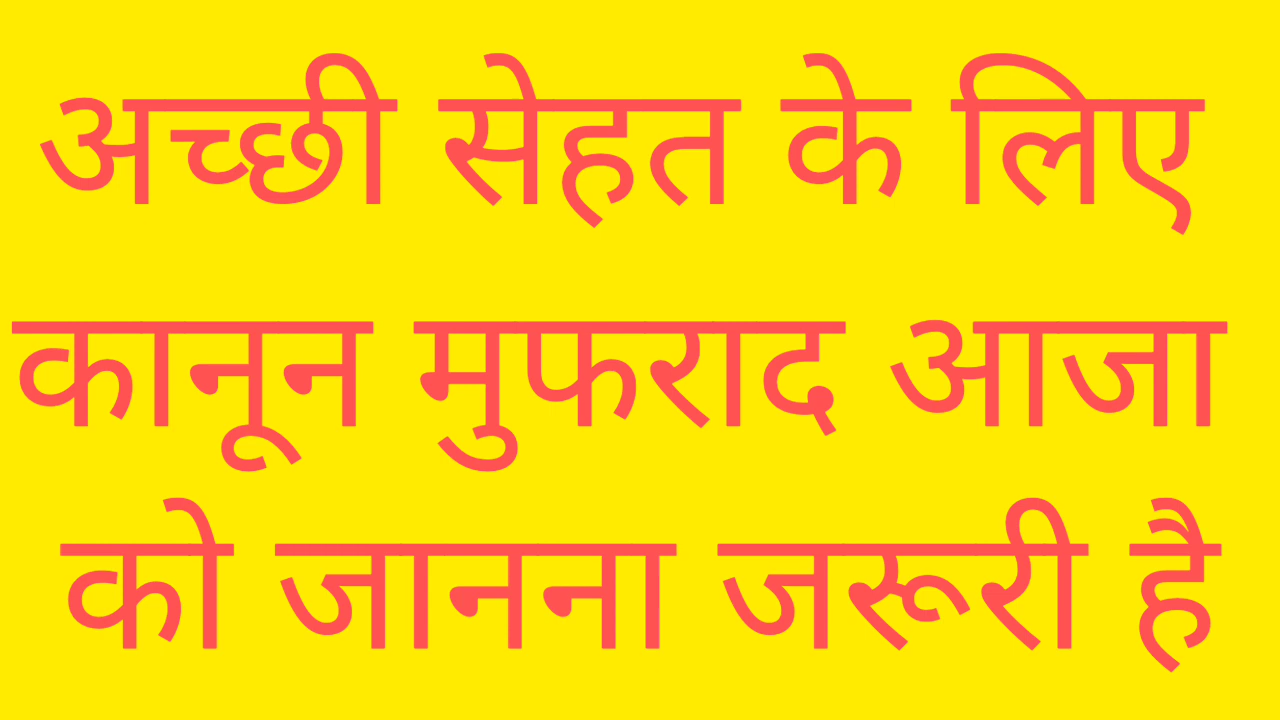 अच्छी सेहत के लिए
कानून मुफराद आजा
को जानना जरूरी है